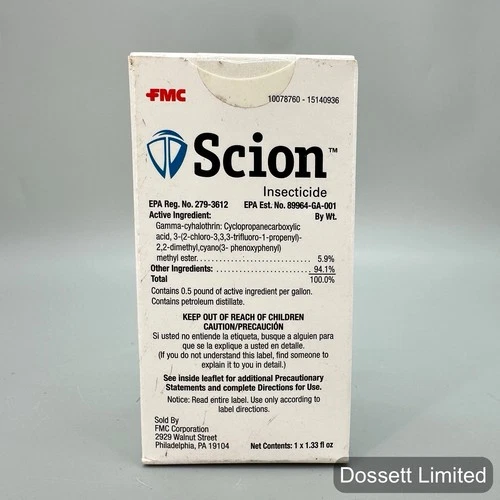 FMC
10078760 - 15140936
Scion™
Insecticide
EPA Reg. No. 279-3612 EPA Est. No. 89964-GA-001
Active Ingredient: By Wt.
Gamma-cyhalothrin: Cyclopropanecarboxylic
acid, 3-(2-chloro-3,3,3-trifluro-1-propenyl)-
2,2-dimethyl,cyano(3- phenoxyphenyl)
methyl ester. . . . . . . . . . . . . . . . . . . . . . . . . . . . 5.9%
Other Ingredients: . . . . . . . . . . . . . . . . . . . . . 94.1%
Total 100.0%
Contains 0.5 pound of active ingredient per gallon.
Contains petroleum distillate.
KEEP OUT OF REACH OF CHILDREN
CAUTION/PRECAUCIÓN
Si usted no entiende la etiqueta, busque a alguien para
que se la explique a usted en detalle.
(If you do not understand this label, find someone to
explain it to you in detail.)
See inside leaflet for additional Precautionary
Statements and complete Directions for Use.
Notice: Read entire label. Use only according to
label directions.
Sold By
FMC Corporation
2929 Walnut Street
Philadelphia, PA 19104 Net Contents: 1 x 1.33 fl oz
Dossett Limited